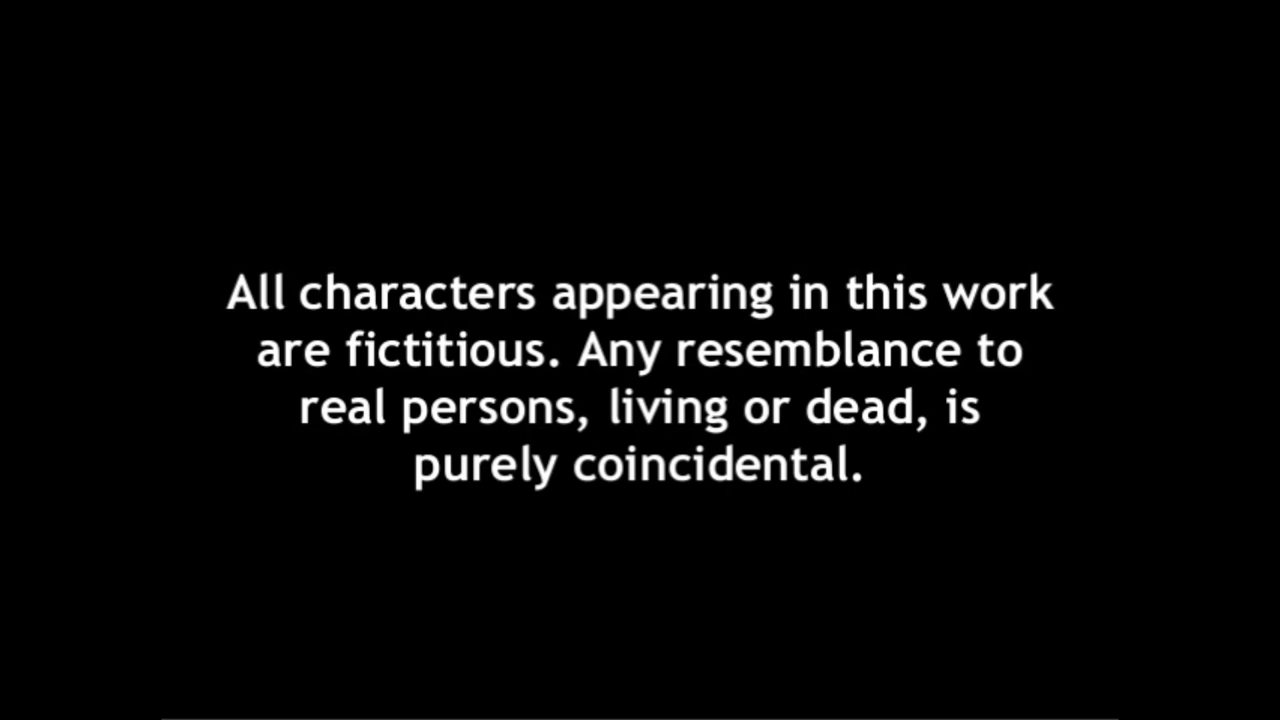 All characters appearing in this work
are fictitious. Any resemblance to
real persons, living or dead, is
purely coincidental.